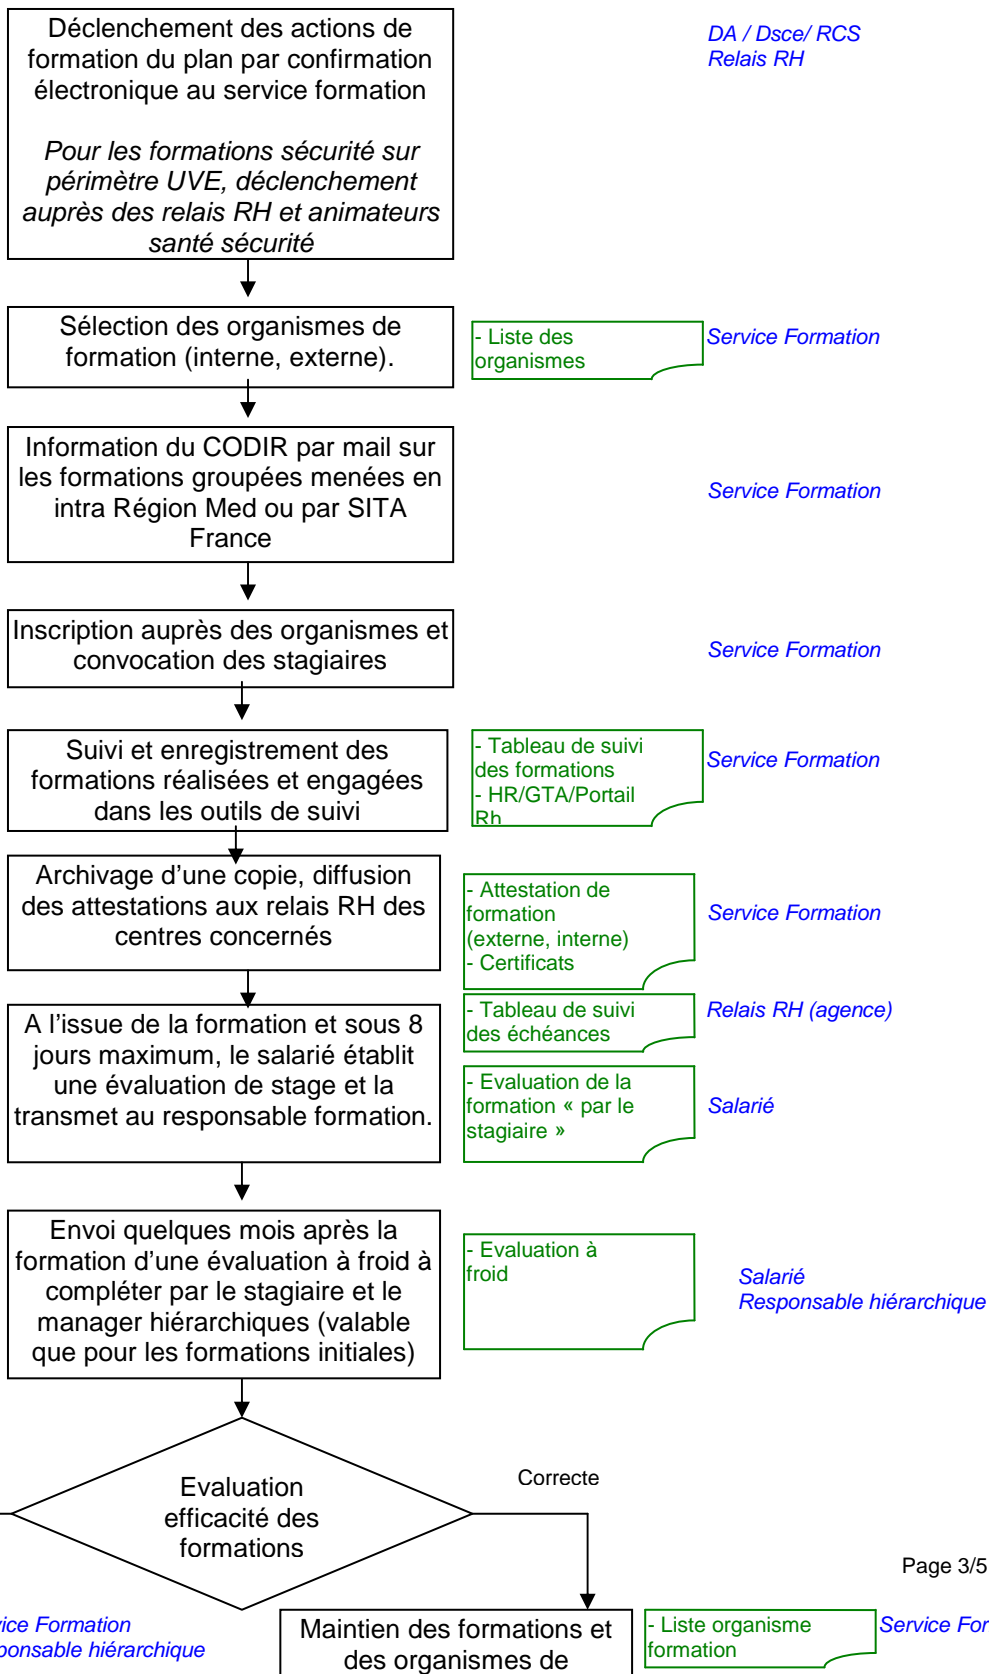 Déclenchement des actions de
formation du plan par confirmation
électronique au service formation
Pour les formations sécurité sur
périmètre UVE, déclenchement
auprès des relais RH et animateurs
santé sécurité
DA / Dsce/ RCS
Relais RH
Sélection des organismes de
formation (interne, externe).
- Liste des
organismes
Service Formation
Information du CODIR par mail sur
les formations groupées menées en
intra Région Med ou par SITA
France
Service Formation
Inscription auprès des organismes et
convocation des stagiaires
Service Formation
Suivi et enregistrement des
formations réalisées et engagées
dans les outils de suivi
- Tableau de suivi
des formations
- HR/GTA/Portail
Rh
Service Formation
Archivage d’une copie, diffusion
des attestations aux relais RH des
centres concernés
- Attestation de
formation
(externe, interne)
- Certificats
Service Formation
A l’issue de la formation et sous 8
jours maximum, le salarié établit
une évaluation de stage et la
transmet au responsable formation.
- Tableau de suivi
des échéances
Relais RH (agence)
- Evaluation de la
formation « par le
stagiaire »
Salarié
Envoi quelques mois après la
formation d’une évaluation à froid à
compléter par le stagiaire et le
manager hiérarchiques (valable
que pour les formations initiales)
- Evaluation à
froid
Salarié
Responsable hiérarchique
Evaluation
efficacité des
formations
Correcte
Page 3/5
vice Formation
ponsable hiérarchique
Maintien des formations et
des organismes de
- Liste organisme
formation
Service For